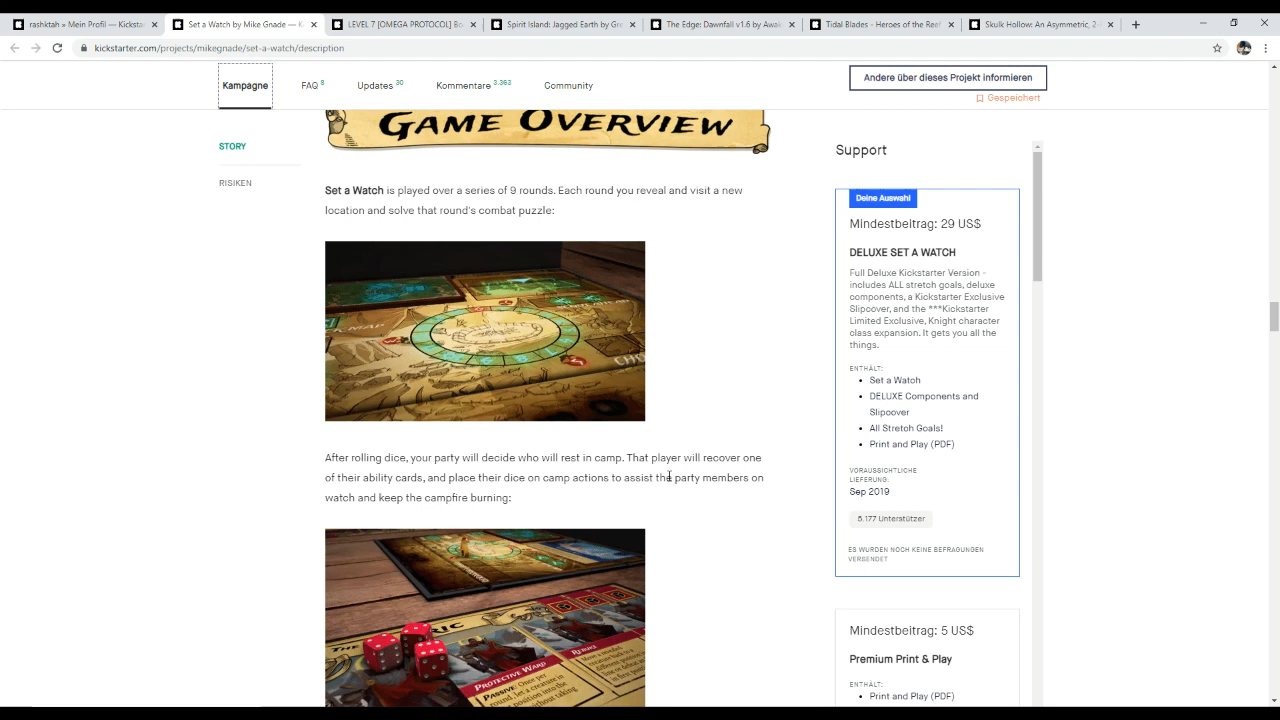 rashktah » Mein Profil — Kicksta
Set a Watch by Mike Gnade — K
LEVEL 7 [OMEGA PROTOCOL] Bo
Spirit Island: Jagged Earth by Gre
The Edge: Dawnfall v1.6 by Awak
Tidal Blades - Heroes of the Reef
Skulk Hollow: An Asymmetric, 2-
kickstarter.com/projects/mikegnade/set-a-watch/description
Kampagne
FAQ 8
Updates 30
Kommentare 3.363
Community
Andere über dieses Projekt informieren
Gespeichert
GAME OVERVIEW
STORY
RISIKEN
Set a Watch is played over a series of 9 rounds. Each round you reveal and visit a new
location and solve that round's combat puzzle:
After rolling dice, your party will decide who will rest in camp. That player will recover one
of their ability cards, and place their dice on camp actions to assist the party members on
watch and keep the campfire burning:
PROTECTIVE WARD
PASSIVE: Once per
Support
Deine Auswahl
Mindestbeitrag: 29 US$
DELUXE SET A WATCH
Full Deluxe Kickstarter Version -
includes ALL stretch goals, deluxe
components, a Kickstarter Exclusive
Slipcover, and the ***Kickstarter
Limited Exclusive, Knight character
class expansion. It gets you all the
things.
ENTHÄLT:
• Set a Watch
• DELUXE Components and
Slipoover
• All Stretch Goals!
• Print and Play (PDF)
VORAUSSICHTLICHE
LIEFERUNG:
Sep 2019
5.177 Unterstützer
ES WURDEN NOCH KEINE BEFRAGUNGEN
VERSENDET
Mindestbeitrag: 5 US$
Premium Print & Play
ENTHÄLT:
• Print and Play (PDF)